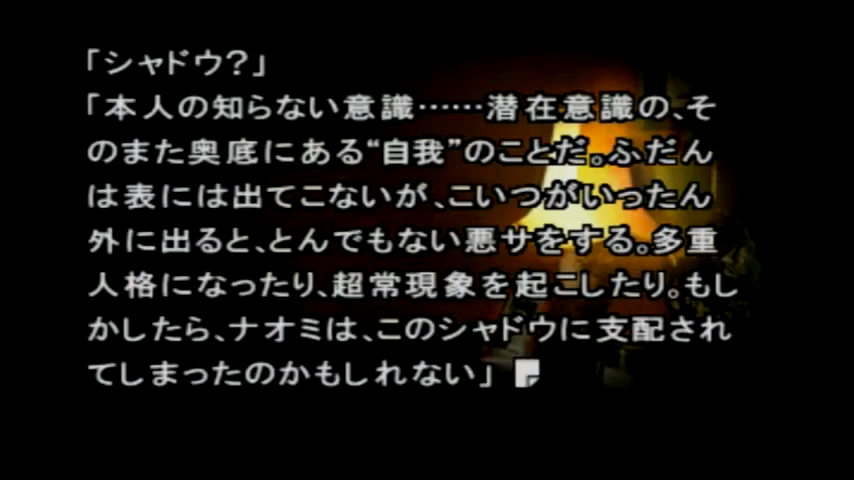 「シャドウ？」
「本人の知らない意識……潜在意識の、そ
のまた奥底にある“自我”のことだ。ふだん
は表には出てこないが、こいつがいったん
外に出ると、とんでもない悪サをする。多重
人格になったり、超常現象を起こしたり。もし
かしたら、ナオミは、このシャドウに支配され
てしまったのかもしれない」